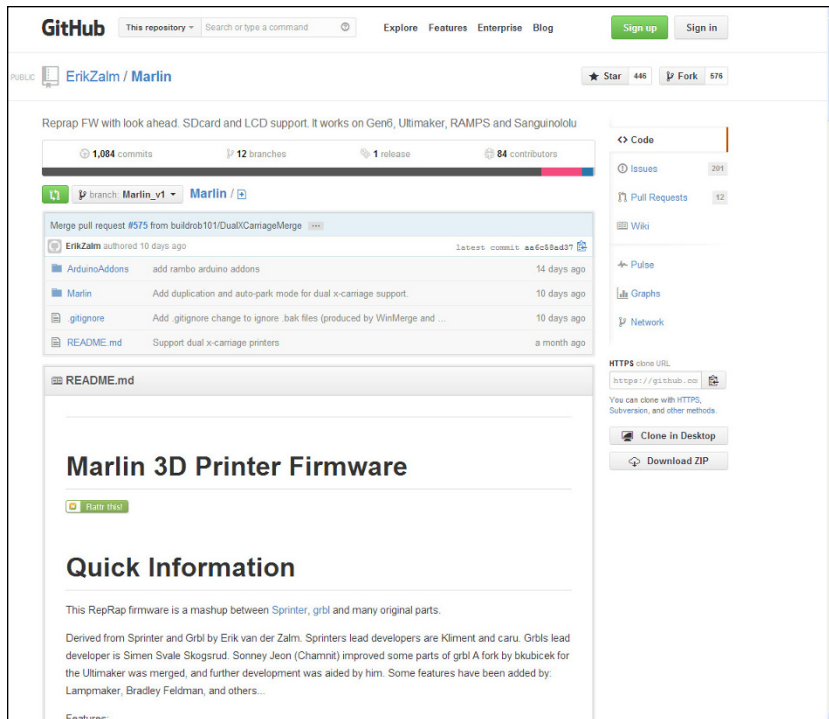 GitHub This repository Search or type a command Explore Features Enterprise Blog Sign up Sign in
PUBLIC ErikZalm / Marlin Star 446 Fork 576
Reprap FW with look ahead. SDcard and LCD support. It works on Gen6, Ultimaker, RAMPS and Sanguinololu
1,084 commits 12 branches 1 release 84 contributors
branch: Marlin_v1 Marlin /
Merge pull request #575 from buildrob101/DualXCarriageMerge ...
ErikZalm authored 10 days ago latest commit aa6c58ad37
ArduinoAddons add rambo arduino addons 14 days ago
Marlin Add duplication and auto-park mode for dual x-carriage support. 10 days ago
.gitignore Add .gitignore change to ignore .bak files (produced by WinMerge and ... 10 days ago
README.md Support dual x-carriage printers a month ago
README.md
Marlin 3D Printer Firmware
Flattr this!
Quick Information
This RepRap firmware is a mashup between Sprinter, grbl and many original parts.
Derived from Sprinter and Grbl by Erik van der Zalm. Sprinters lead developers are Kliment and caru. Grbls lead
developer is Simen Svale Skogsrud. Sonney Jeon (Chamnit) improved some parts of grbl A fork by bkubicek for
the Ultimaker was merged, and further development was aided by him. Some features have been added by:
Lampmaker, Bradley Feldman, and others...
Features:
Code
Issues 201
Pull Requests 12
Wiki
Pulse
Graphs
Network
HTTPS clone URL
https://github.co
You can clone with HTTPS,
Subversion, and other methods.
Clone in Desktop
Download ZIP